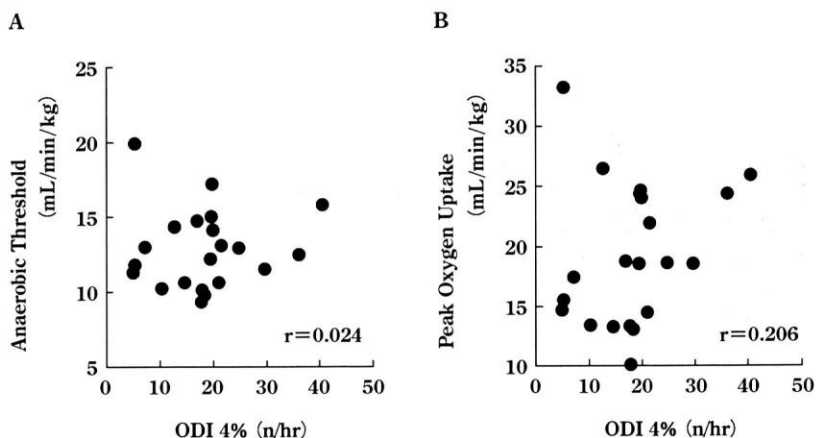 A
Anaerobic Threshold
(mL/min/kg)
25
20
15
10
5
0
10
20
30
40
50
r=0.024
ODI 4% (n/hr)
B
Peak Oxygen Uptake
(mL/min/kg)
35
30
25
20
15
10
0
10
20
30
40
50
r=0.206
ODI 4% (n/hr)